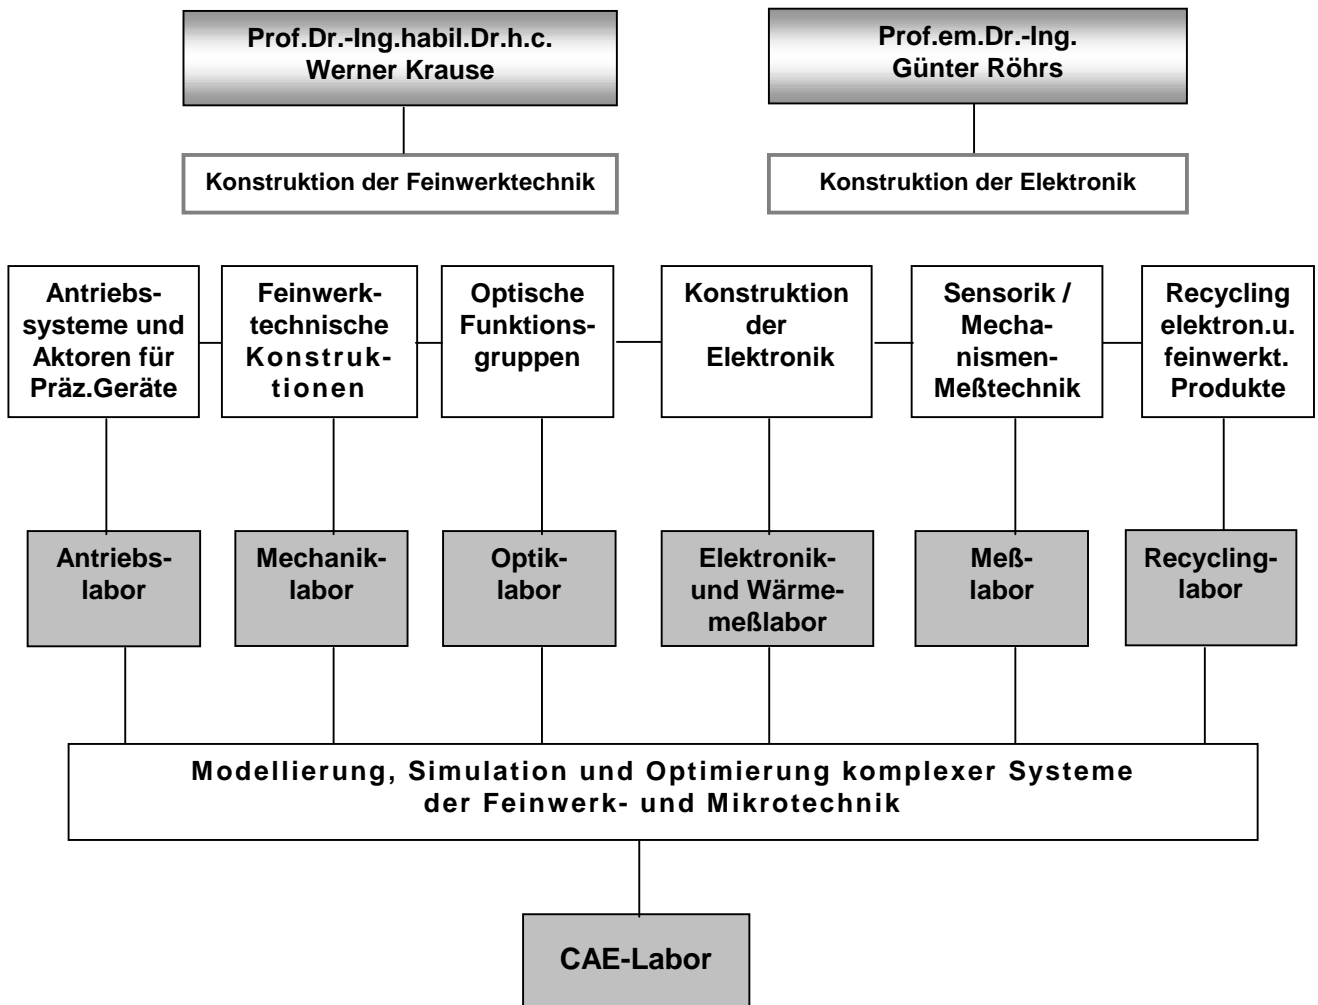 Prof.Dr.-Ing.habil.Dr.h.c.
Werner Krause
Prof.em.Dr.-Ing.
Günter Röhrs
Konstruktion der Feinwerktechnik
Konstruktion der Elektronik
Antriebs-
systeme und
Aktoren für
Präz.Geräte
Feinwerk-
technische
Konstruk-
tionen
Optische
Funktions-
gruppen
Konstruktion
der
Elektronik
Sensorik /
Mecha-
nismen-
Meßtechnik
Recycling
elektron.u.
feinwerkt.
Produkte
Antriebs-
labor
Mechanik-
labor
Optik-
labor
Elektronik-
und Wärme-
meßlabor
Meß-
labor
Recycling-
labor
Modellierung, Simulation und Optimierung komplexer Systeme
der Feinwerk- und Mikrotechnik
CAE-Labor